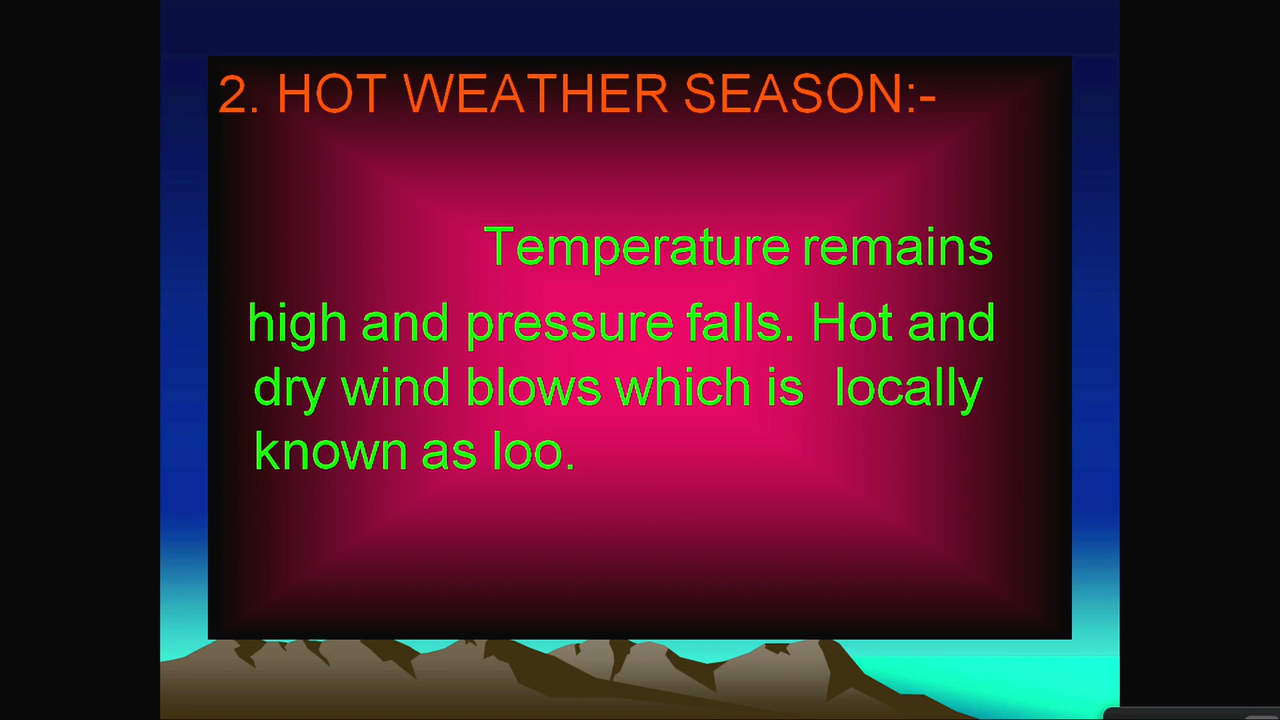 2. HOT WEATHER SEASON:-
Temperature remains
high and pressure falls. Hot and
dry wind blows which is locally
known as loo.